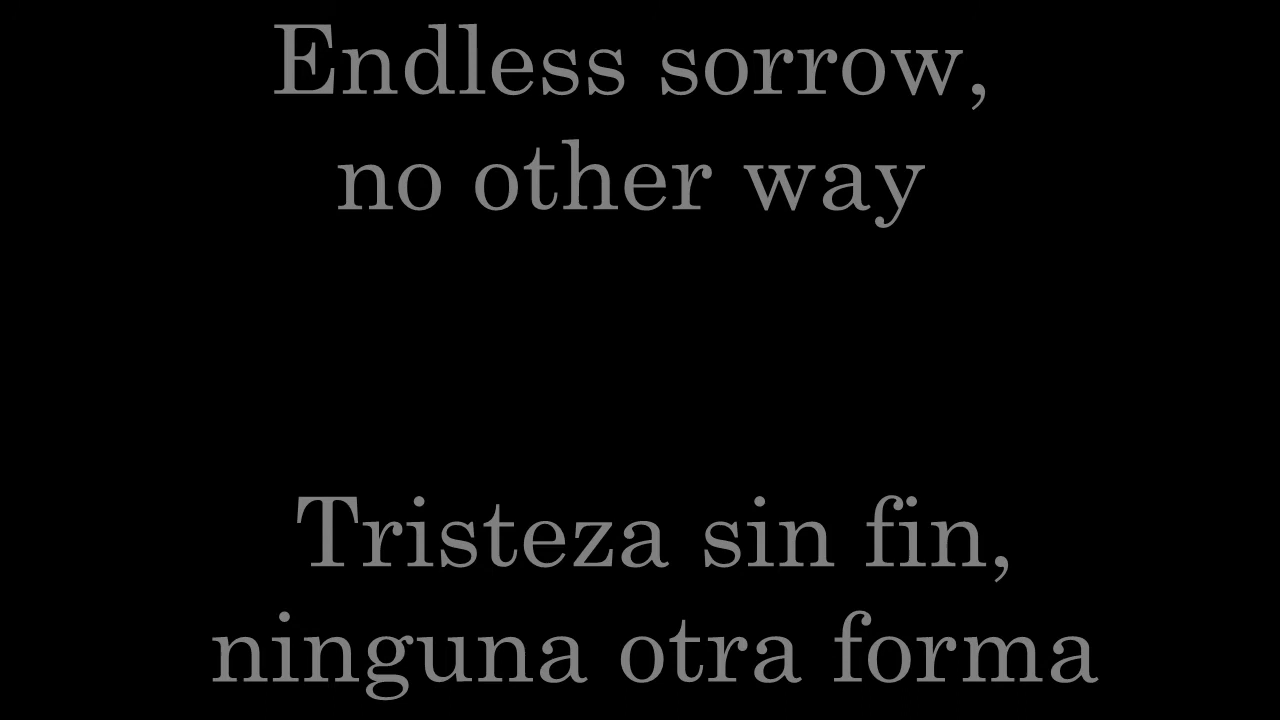 Endless sorrow,
no other way
Tristeza sin fin,
ninguna otra forma